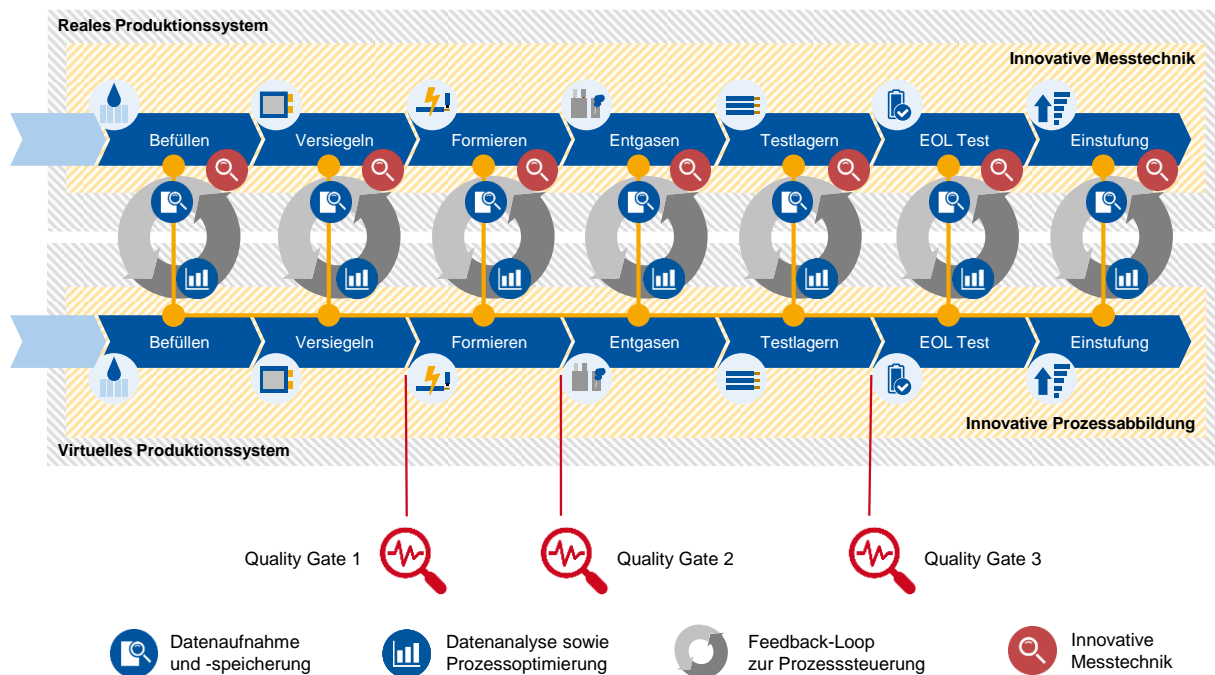 Reales Produktionssystem
Innovative Messtechnik
Befüllen
Versiegeln
Formieren
Entgasen
Testlagern
EOL Test
Einstufung
Befüllen
Versiegeln
Formieren
Entgasen
Testlagern
EOL Test
Einstufung
Innovative Prozessabbildung
Virtuelles Produktionssystem
Quality Gate 1
Quality Gate 2
Quality Gate 3
Datenaufnahme
und -speicherung
Datenanalyse sowie
Prozessoptimierung
Feedback-Loop
zur Prozesssteuerung
Innovative
Messtechnik